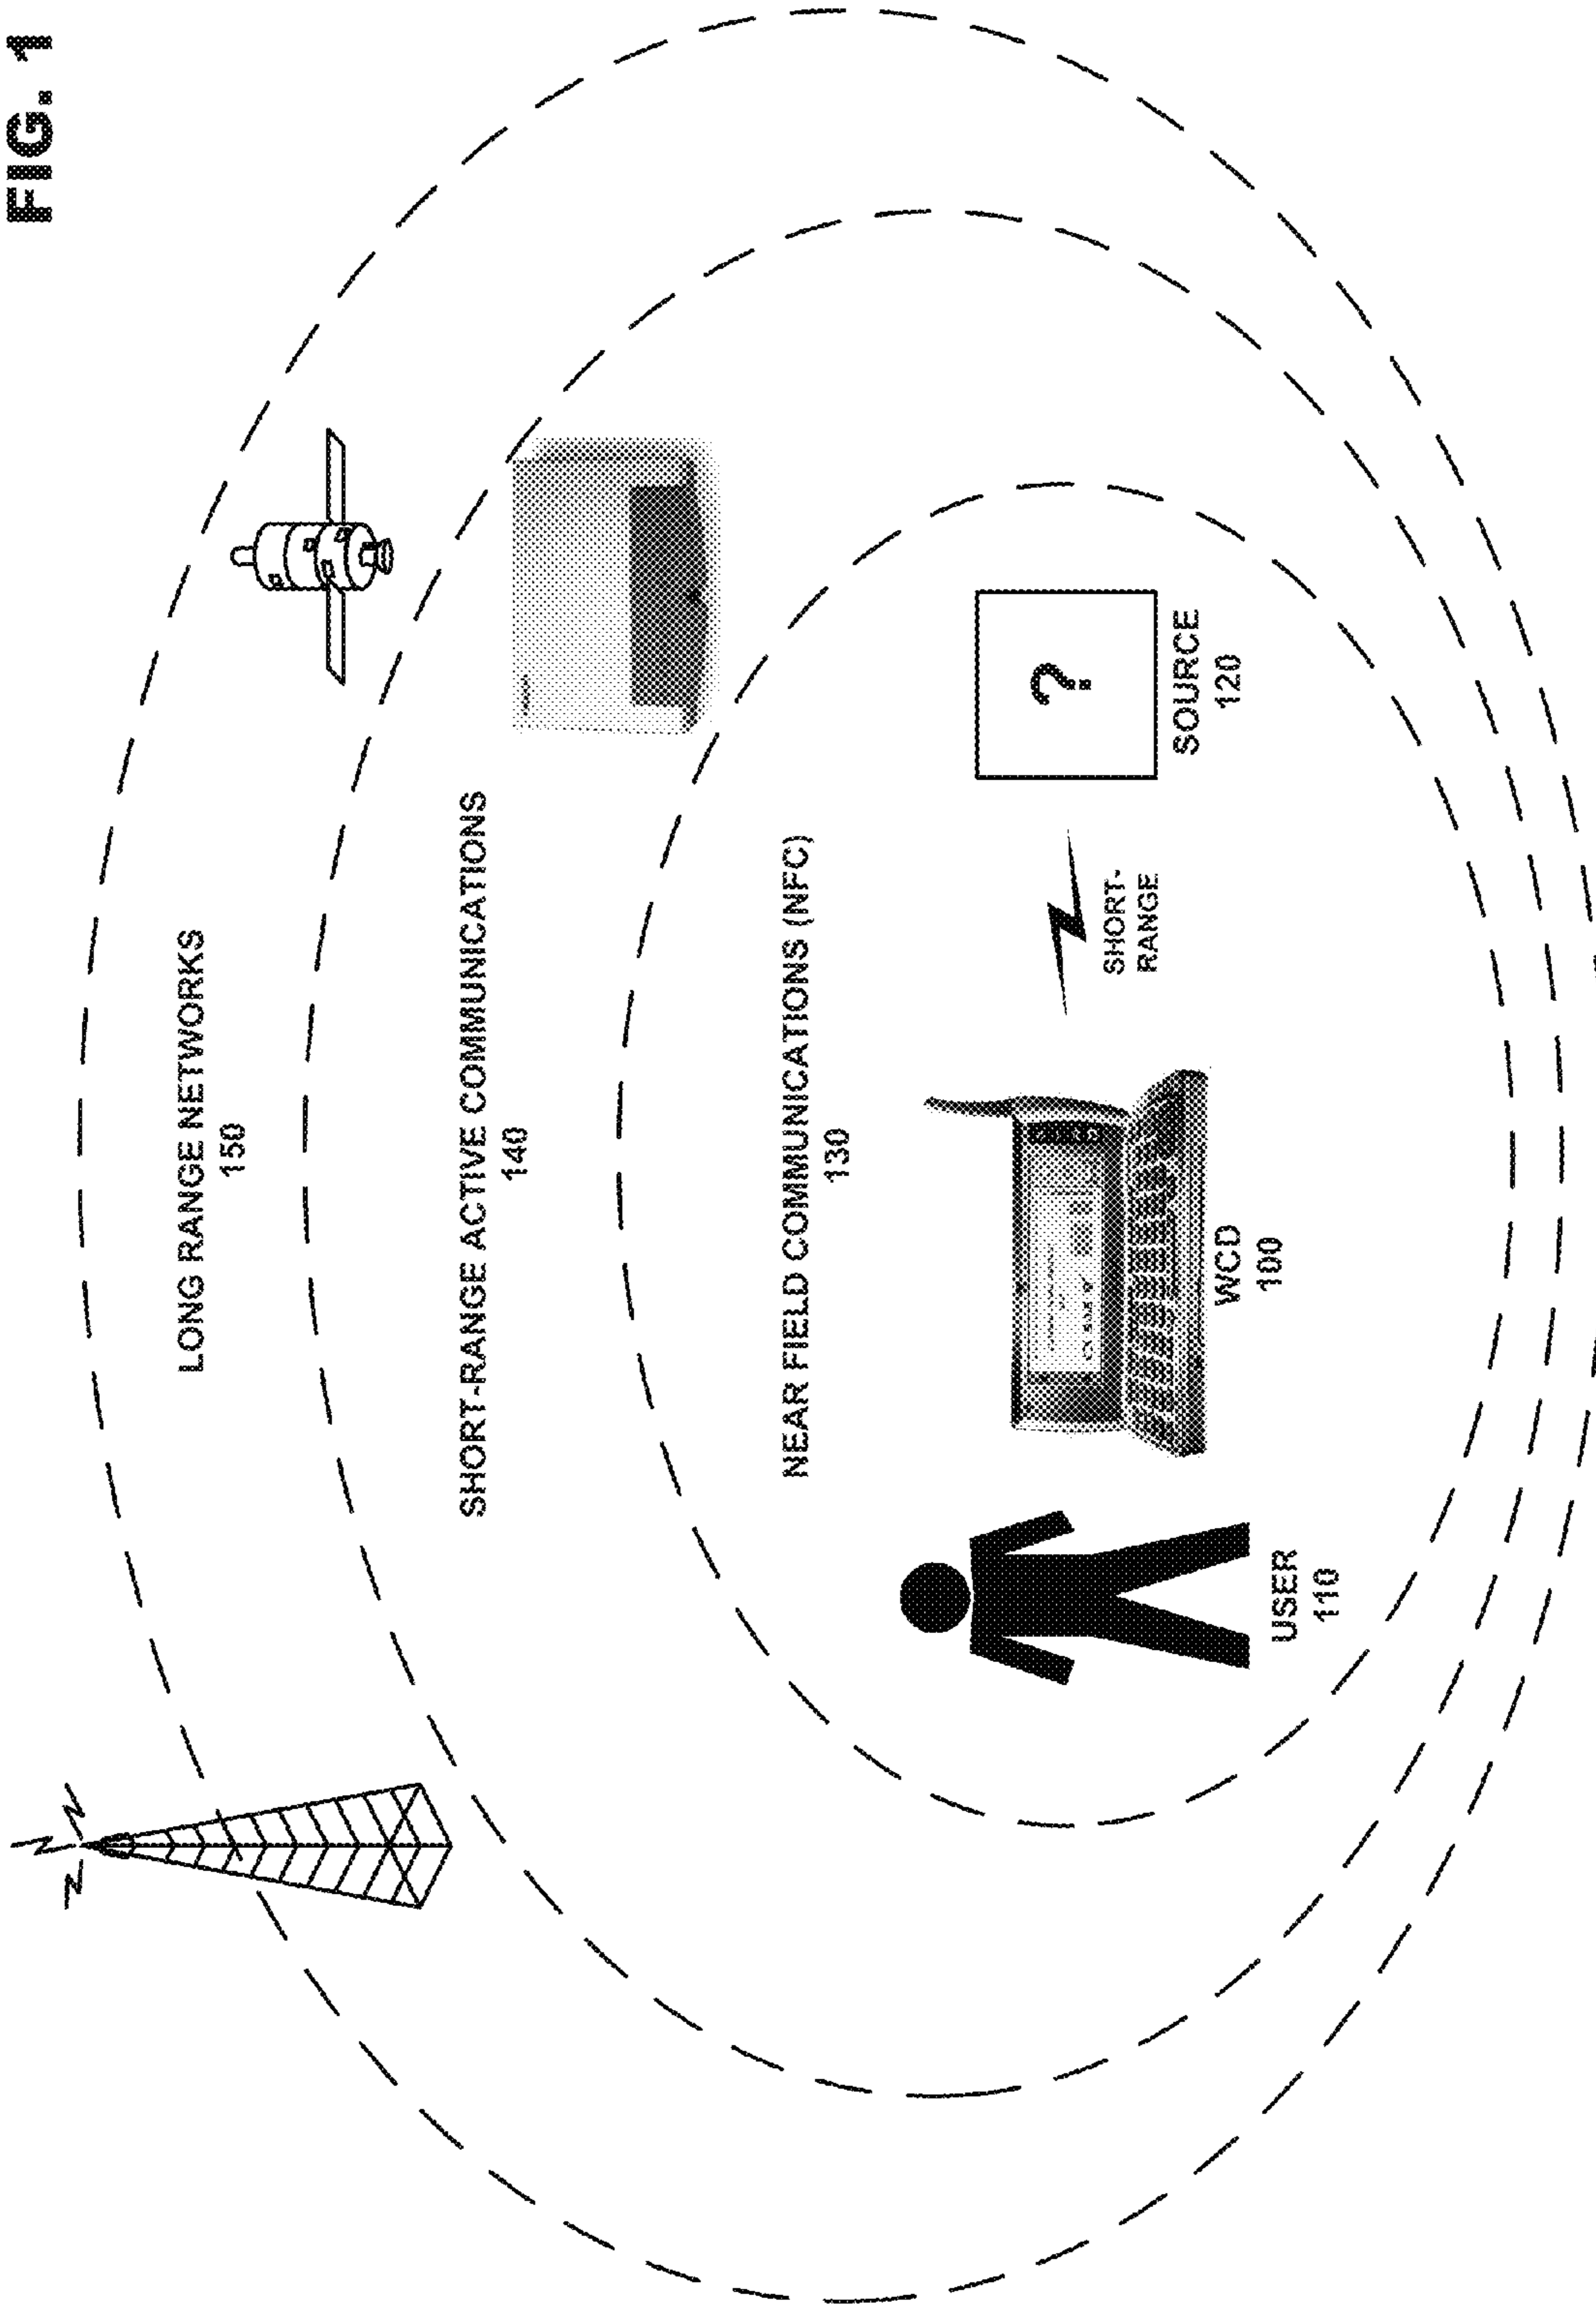 FIG. 1
LONG RANGE NETWORKS
150
SHORT-RANGE ACTIVE COMMUNICATIONS
140
NEAR FIELD COMMUNICATIONS (NFC)
130
?
SHORT-
RANGE
USER
110
WCD
100
SOURCE
120